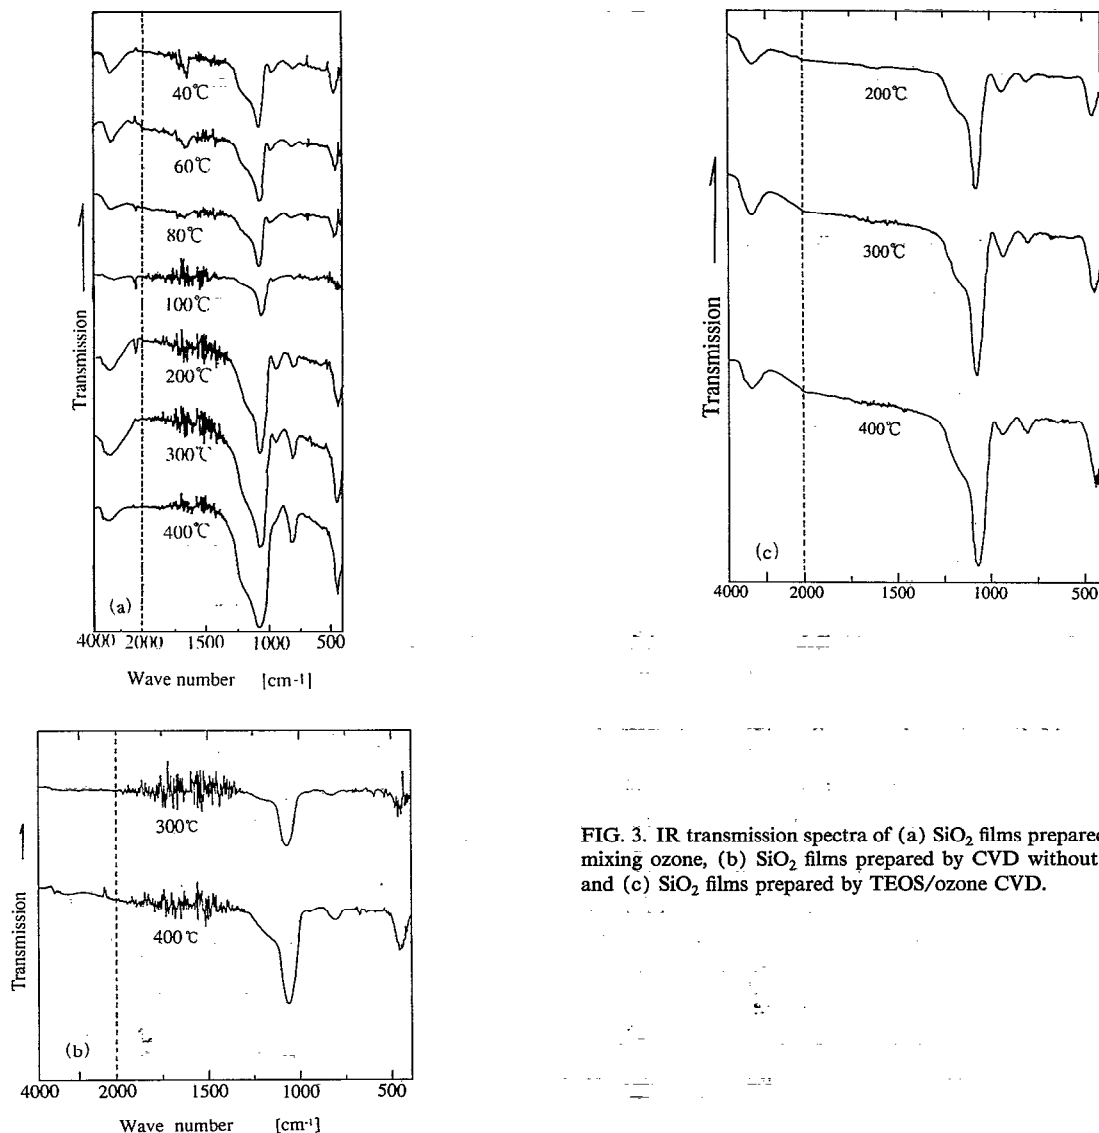 40℃
60℃
80℃
100℃
200℃
300℃
400℃
Transmission
(a)
4000 2000 1500 1000 500
Wave number [cm-1]
200℃
300℃
400℃
Transmission
(c)
4000 2000 1500 1000 500
300℃
400℃
Transmission
(b)
4000 2000 1500 1000 500
Wave number [cm-1]
FIG. 3. IR transmission spectra of (a) SiO2 films prepared
mixing ozone, (b) SiO2 films prepared by CVD without
and (c) SiO2 films prepared by TEOS/ozone CVD.